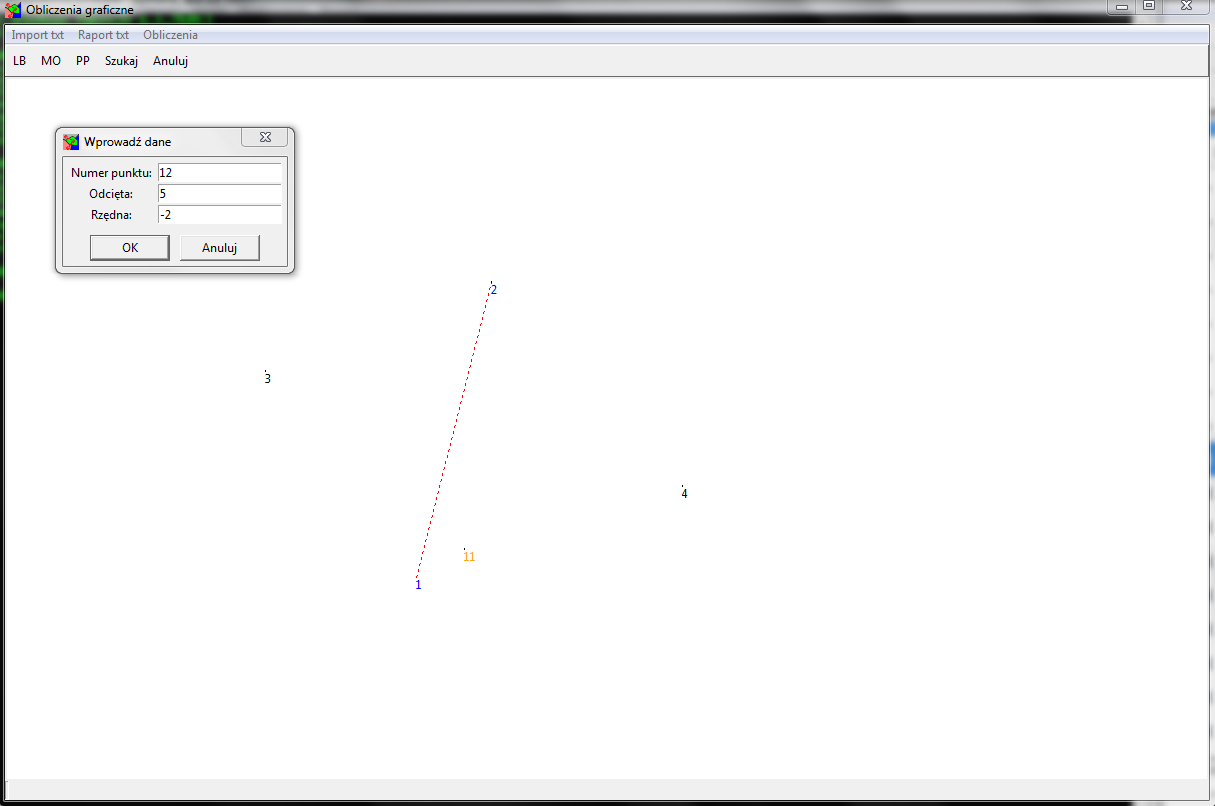 Obliczenia graficzne
Import txt Raport txt Obliczenia
LB MO PP Szukaj Anuluj
Wprowadź dane
Numer punktu: 12
Odcięta: 5
Rzędna: -2
OK Anuluj
2
3
4
11
1